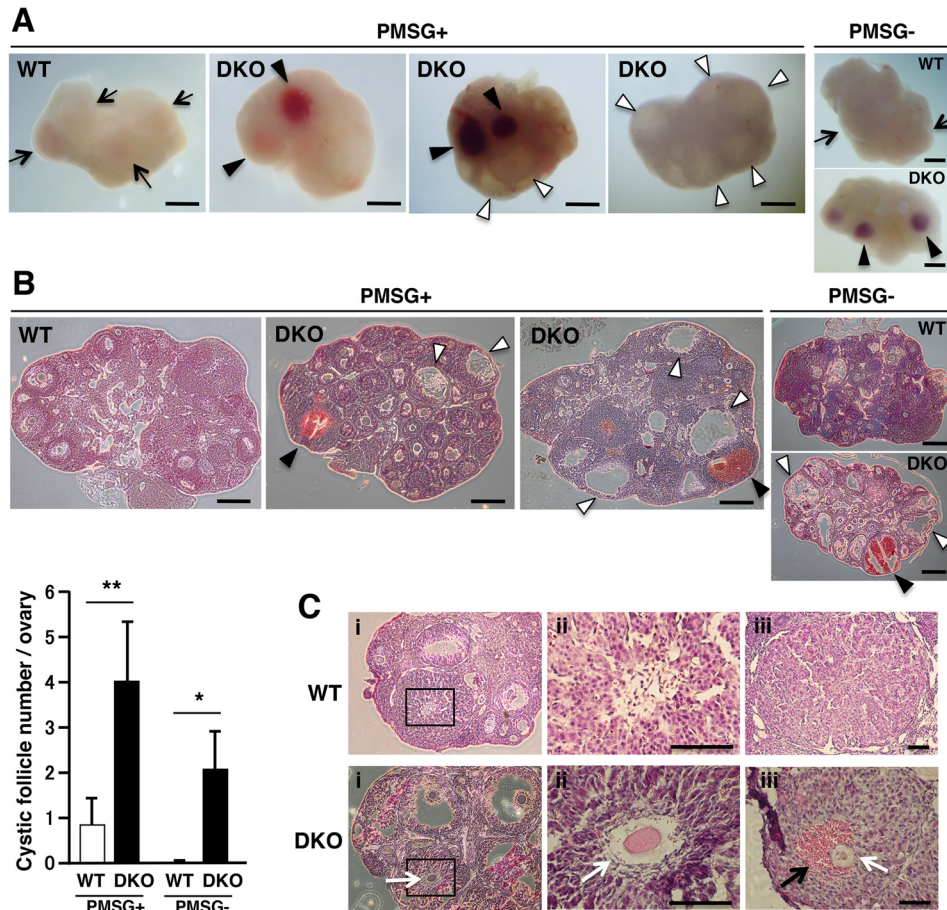 A
PMSG+
PMSG-
WT
DKO
DKO
DKO
WT
DKO
B
PMSG+
PMSG-
WT
DKO
DKO
WT
DKO
Cystic follicle number / ovary
6
5
4
3
2
1
0
**
*
WT DKO WT DKO
PMSG+ PMSG-
C
WT
i
ii
iii
DKO
i
ii
iii